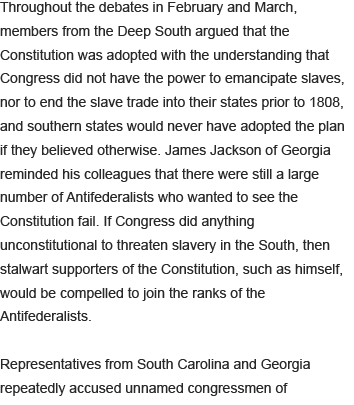 Throughout the debates in February and March,
members from the Deep South argued that the
Constitution was adopted with the understanding that
Congress did not have the power to emancipate slaves,
nor to end the slave trade into their states prior to 1808,
and southern states would never have adopted the plan
if they believed otherwise. James Jackson of Georgia
reminded his colleagues that there were still a large
number of Antifederalists who wanted to see the
Constitution fail. If Congress did anything
unconstitutional to threaten slavery in the South, then
stalwart supporters of the Constitution, such as himself,
would be compelled to join the ranks of the
Antifederalists.
Representatives from South Carolina and Georgia
repeatedly accused unnamed congressmen of